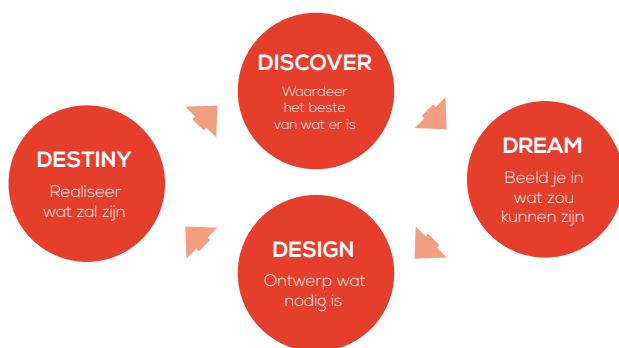 DISCOVER
Waardeer
het beste
van wat er is
DREAM
Beeld je in
wat zou
kunnen zijn
DESIGN
Ontwerp wat
nodig is
DESTINY
Realiseer
wat zal zijn